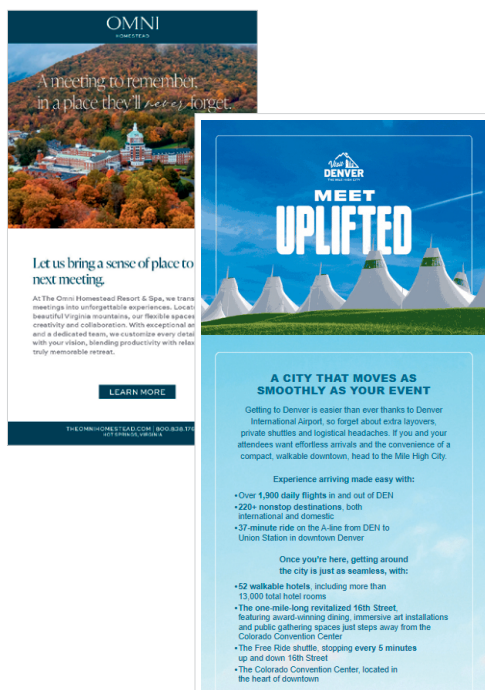 OMNI
HOMESTEAD
A meeting to remember,
in a place they'll never forget.
Let us bring a sense of place to
next meeting.
At The Omni Homestead Resort & Spa, we
meetings into unforgettable experiences.
beautiful Virginia mountains, our flexible spaces
creativity and collaboration. With exceptional
and a dedicated team, we customize every
with your vision, blending productivity with
truly memorable retreat.
LEARN MORE
THEOMNIHOMESTEAD.COM | 800.838.
HOT SPRINGS, VIRGINIA
Visit
DENVER
THE MILE HIGH CITY
MEET
UPLIFTED
A CITY THAT MOVES AS
SMOOTHLY AS YOUR EVENT
Getting to Denver is easier than ever thanks to Denver
International Airport, so forget about extra layovers,
private shuttles and logistical headaches. If you and your
attendees want effortless arrivals and the convenience of a
compact, walkable downtown, head to the Mile High City.
Experience arriving made easy with:
•Over 1,900 daily flights in and out of DEN
•220+ nonstop destinations, both
international and domestic
•37-minute ride on the A-line from DEN to
Union Station in downtown Denver
Once you're here, getting around
the city is just as seamless, with:
•52 walkable hotels, including more than
13,000 total hotel rooms
•The one-mile-long revitalized 16th Street,
featuring award-winning dining, immersive art installations
and public gathering spaces just steps away from the
Colorado Convention Center
•The Free Ride shuttle, stopping every 5 minutes
up and down 16th Street
•The Colorado Convention Center, located in
the heart of downtown